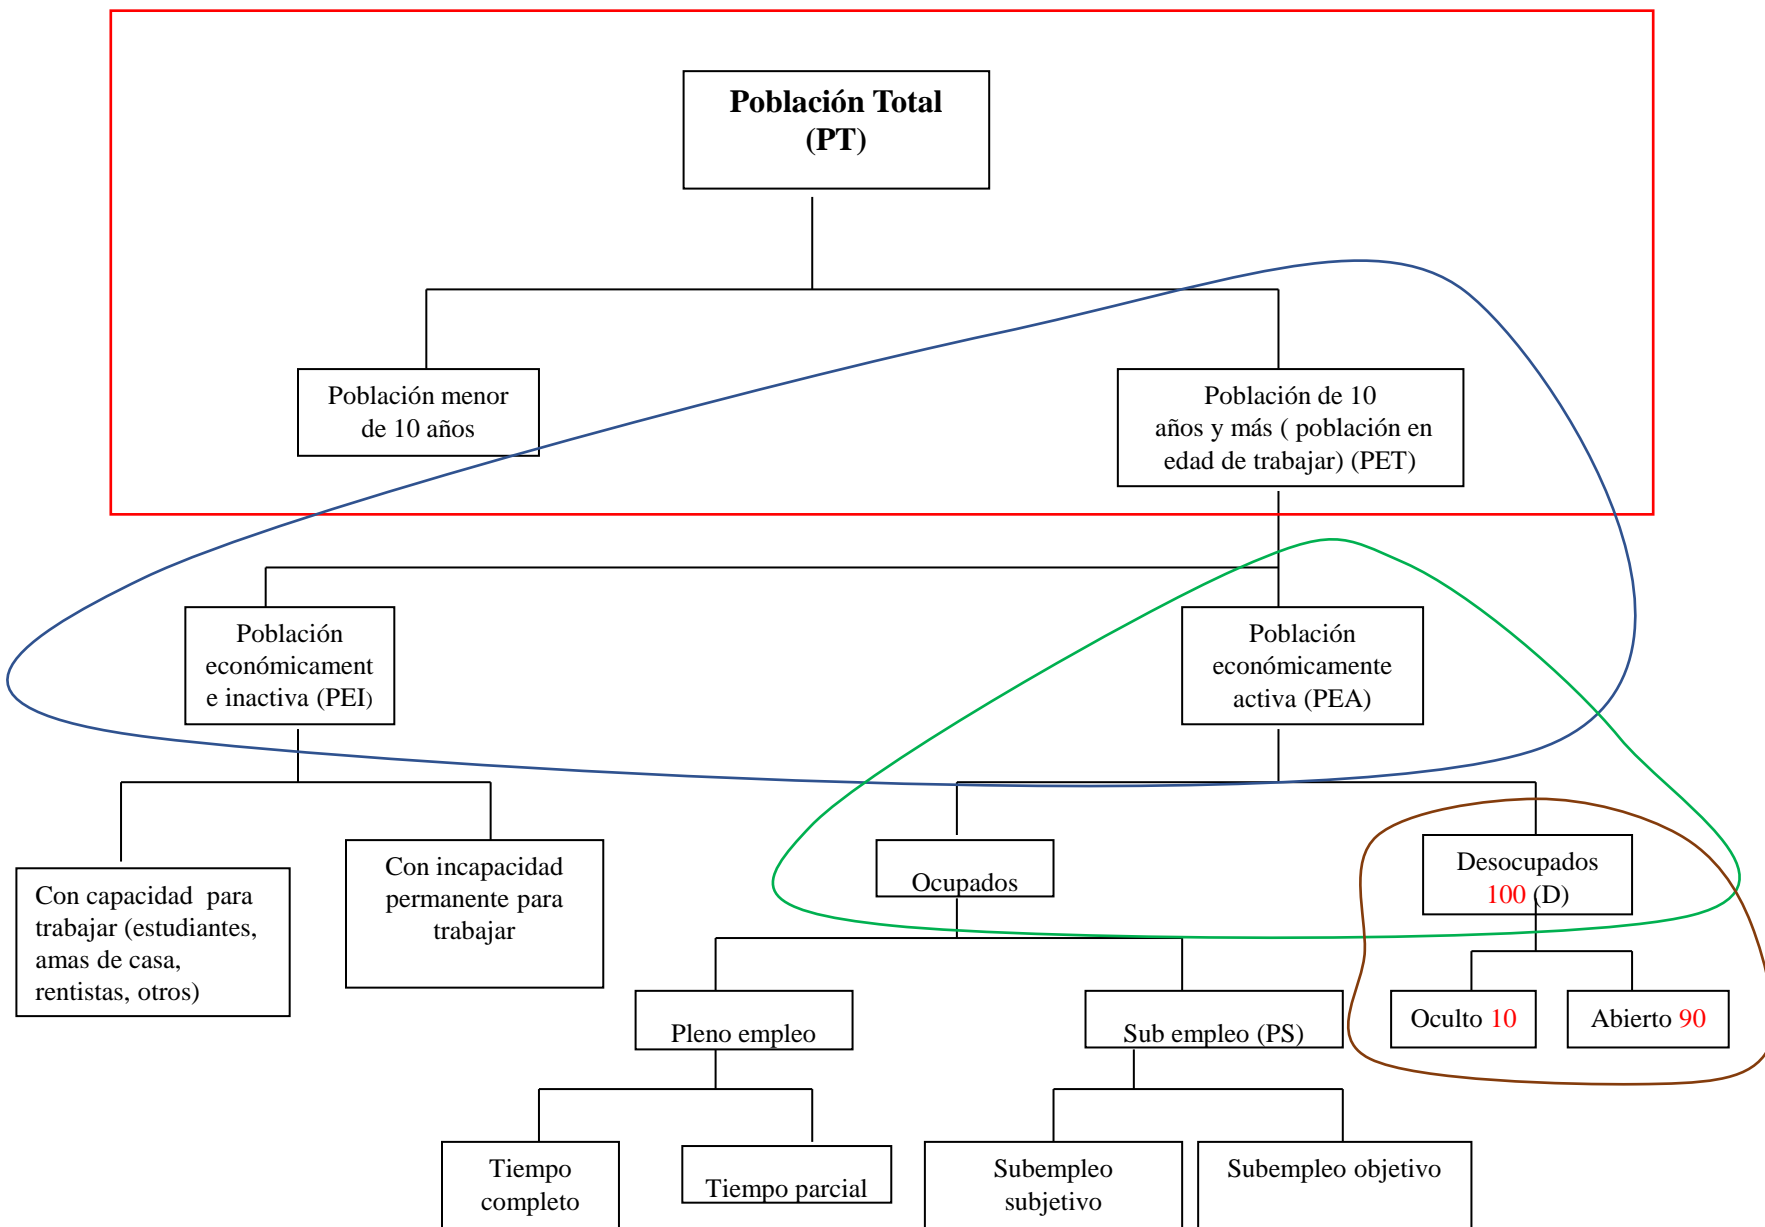 Población Total
(PT)
Población menor
de 10 años
Población de 10
años y más ( población en
edad de trabajar) (PET)
Población
económicament
e inactiva (PEI)
Población
económicamente
activa (PEA)
Con capacidad para
trabajar (estudiantes,
amas de casa,
rentistas, otros)
Con incapacidad
permanente para
trabajar
Ocupados
Desocupados
100 (D)
Pleno empleo
Sub empleo (PS)
Oculto 10
Abierto 90
Tiempo
completo
Tiempo parcial
Subempleo
subjetivo
Subempleo objetivo